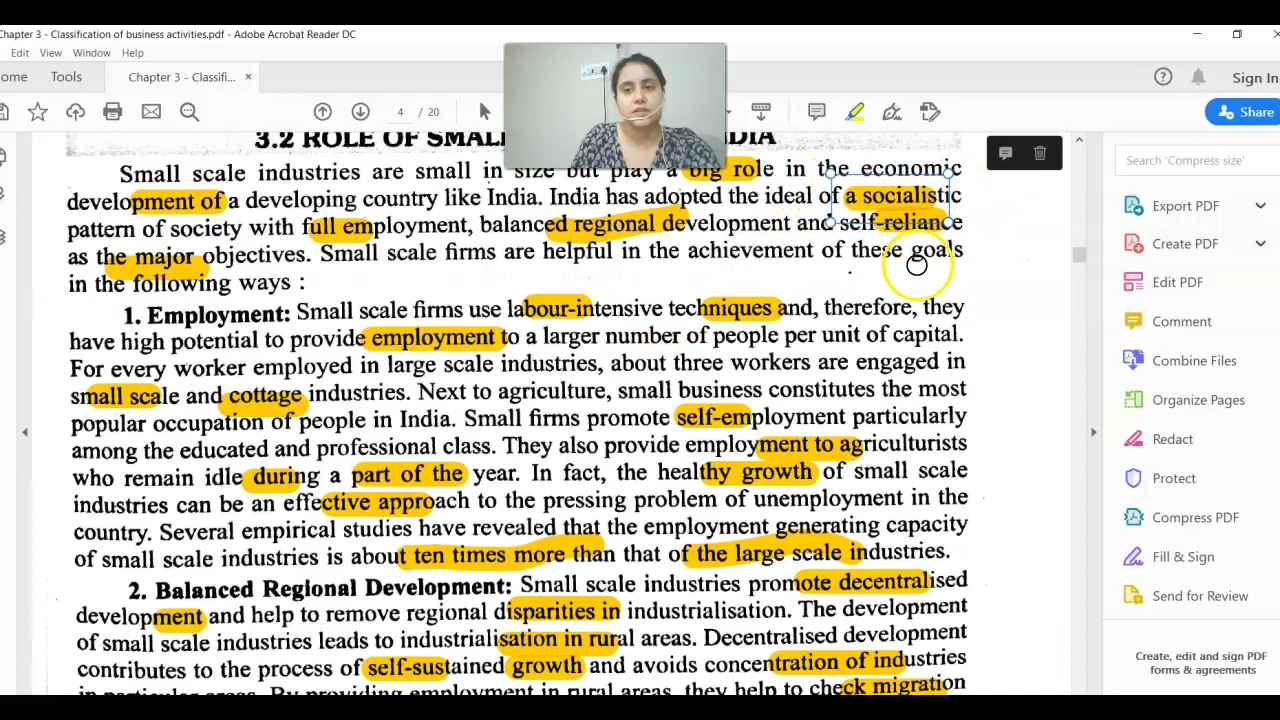 Chapter 3 - Classification of business activities.pdf - Adobe Acrobat Reader DC
Edit View Window Help
ome Tools Chapter 3 - Classifi... × Sign In
4 / 20 Share
3.2 ROLE OF SMAL DIA
Small scale industries are small in size but play a big role in the economic
development of a developing country like India. India has adopted the ideal of a socialistic
pattern of society with full employment, balanced regional development and self-reliance
as the major objectives. Small scale firms are helpful in the achievement of these goals
in the following ways :
1. Employment: Small scale firms use labour-intensive techniques and, therefore, they
have high potential to provide employment to a larger number of people per unit of capital.
For every worker employed in large scale industries, about three workers are engaged in
small scale and cottage industries. Next to agriculture, small business constitutes the most
popular occupation of people in India. Small firms promote self-employment particularly
among the educated and professional class. They also provide employment to agriculturists
who remain idle during a part of the year. In fact, the healthy growth of small scale
industries can be an effective approach to the pressing problem of unemployment in the
country. Several empirical studies have revealed that the employment generating capacity
of small scale industries is about ten times more than that of the large scale industries.
2. Balanced Regional Development: Small scale industries promote decentralised
development and help to remove regional disparities in industrialisation. The development
of small scale industries leads to industrialisation in rural areas. Decentralised development
contributes to the process of self-sustained growth and avoids concentration of industries
in particular areas. By providing employment in rural areas, they help to check migration
Search 'Compress size'
Export PDF
Create PDF
Edit PDF
Comment
Combine Files
Organize Pages
Redact
Protect
Compress PDF
Fill & Sign
Send for Review
Create, edit and sign PDF
forms & agreements